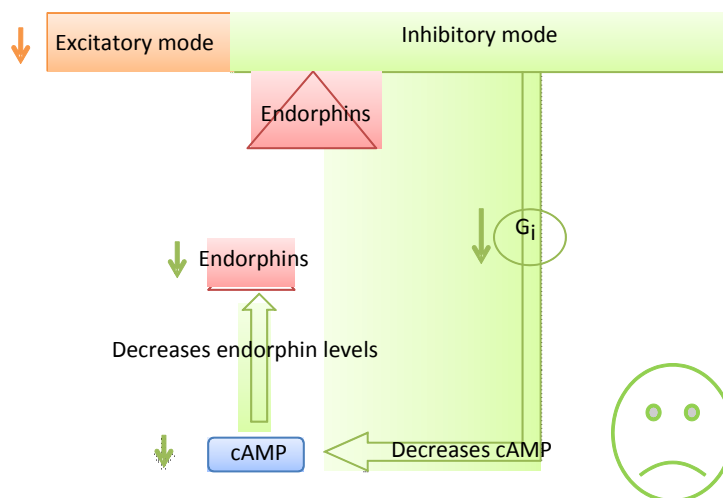 Excitatory mode
Inhibitory mode
Endorphins
Gi
Endorphins
Decreases endorphin levels
cAMP
Decreases cAMP